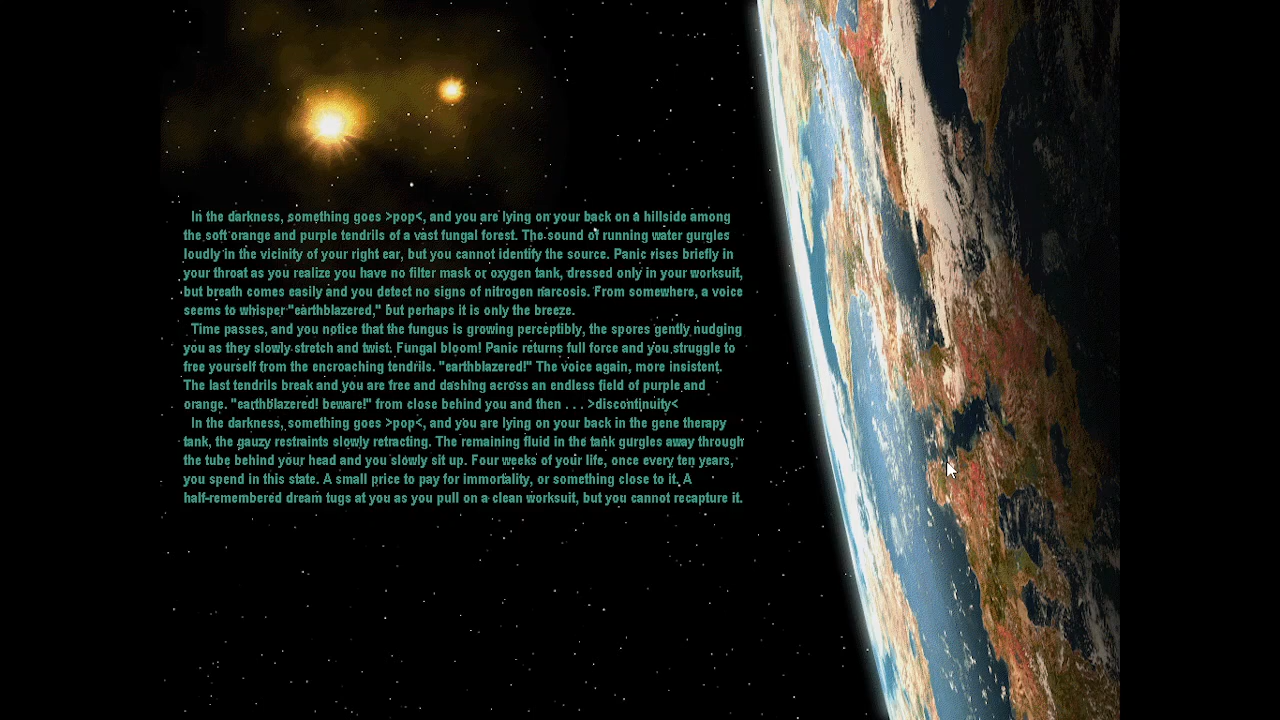 In the darkness, something goes >pop<, and you are lying on your back on a hillside among
the soft orange and purple tendrils of a vast fungal forest. The sound of running water gurgles
loudly in the vicinity of your right ear, but you cannot identify the source. Panic rises briefly in
your throat as you realize you have no filter mask or oxygen tank, dressed only in your worksuit,
but breath comes easily and you detect no signs of nitrogen narcosis. From somewhere, a voice
seems to whisper "earthblazered," but perhaps it is only the breeze.
Time passes, and you notice that the fungus is growing perceptibly, the spores gently nudging
you as they slowly stretch and twist. Fungal bloom! Panic returns full force and you struggle to
free yourself from the encroaching tendrils. "earthblazered!" The voice again, more insistent.
The last tendrils break and you are free and dashing across an endless field of purple and
orange. "earthblazered! beware!" from close behind you and then . . . >discontinuity<
In the darkness, something goes >pop<, and you are lying on your back in the gene therapy
tank, the gauzy restraints slowly retracting. The remaining fluid in the tank gurgles away through
the tube behind your head and you slowly sit up. Four weeks of your life, once every ten years,
you spend in this state. A small price to pay for immortality, or something close to it. A
half-remembered dream tugs at you as you pull on a clean worksuit, but you cannot recapture it.